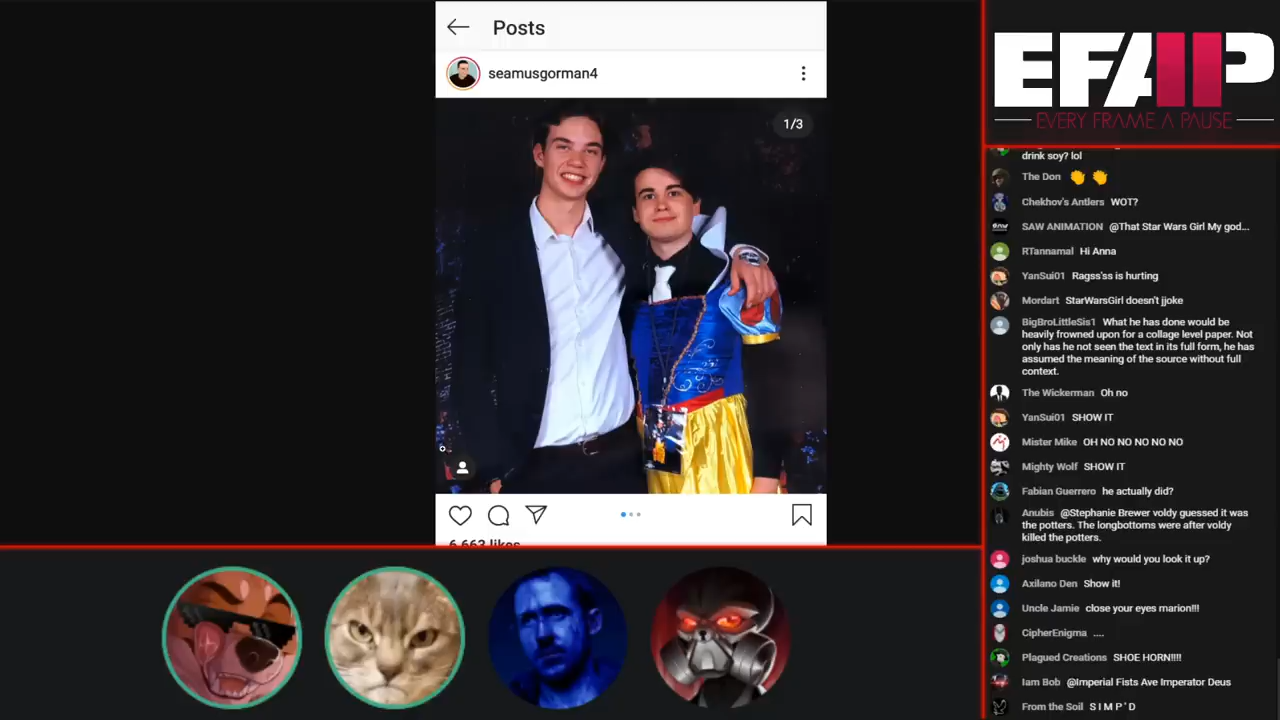 Posts
seamusgorman4
1/3
6,663 likes
EFAP
EVERY FRAME A PAUSE
drink soy? lol
The Don 👏 👏
Chekhov's Antlers WOT?
SAW ANIMATION @That Star Wars Girl My god...
RTannamal Hi Anna
YanSui01 Ragss'ss is hurting
Mordart StarWarsGirl doesn't jjoke
BigBroLittleSis1 What he has done would be
heavily frowned upon for a collage level paper. Not
only has he not seen the text in its full form, he has
assumed the meaning of the source without full
context.
The Wickerman Oh no
YanSui01 SHOW IT
Mister Mike OH NO NO NO NO NO
Mighty Wolf SHOW IT
Fabian Guerrero he actually did?
Anubis @Stephanie Brewer voldy guessed it was
the potters. The longbottoms were after voldy
killed the potters.
joshua buckle why would you look it up?
Axilano Den Show it!
Uncle Jamie close your eyes marion!!!
CipherEnigma ....
Plagued Creations SHOE HORN!!!!
Iam Bob @Imperial Fists Ave Imperator Deus
From the Soil S I M P ' D